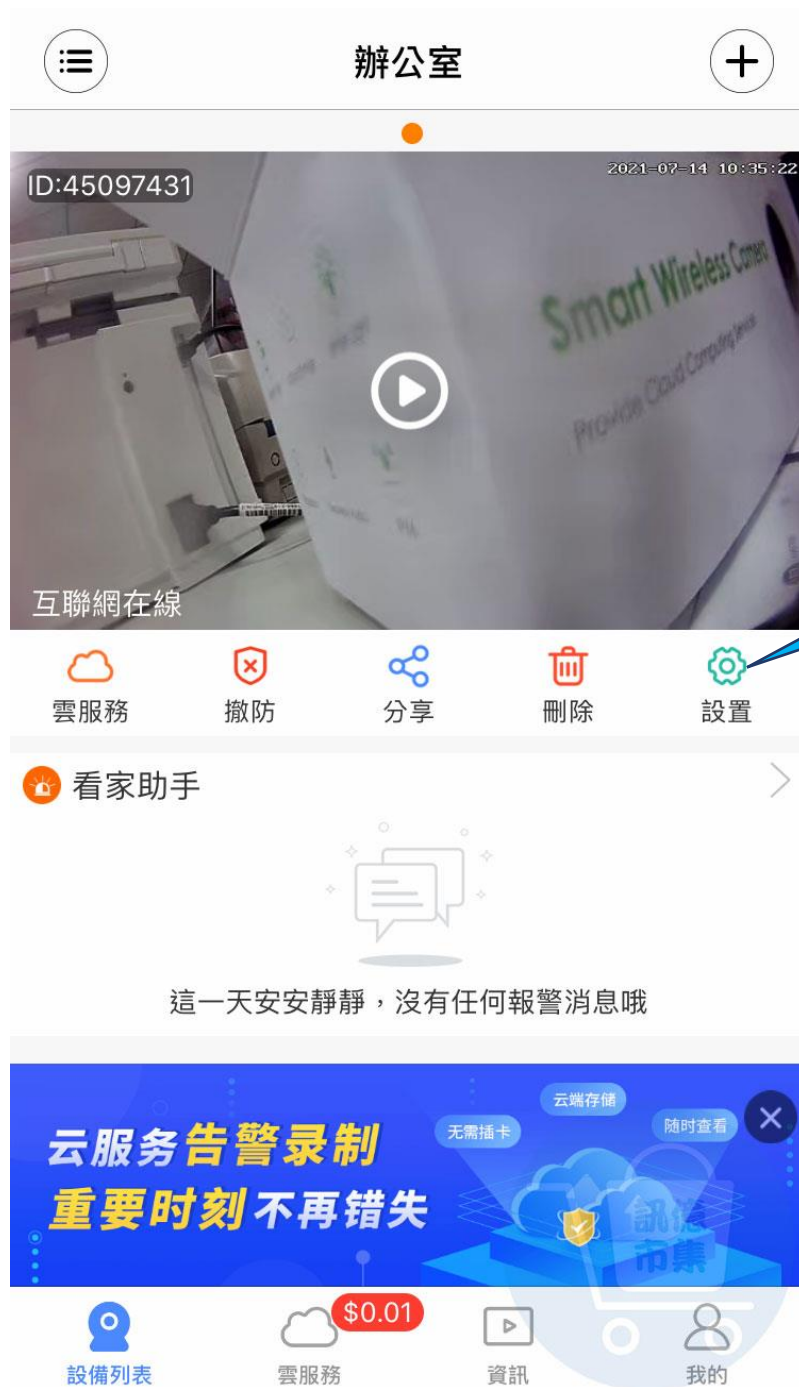 辦公室
ID:45097431
2021-07-14 10:35:22
Smart Wireless Camera
Provide Cloud Computing Service
互聯網在線
雲服務
撤防
分享
刪除
設置
看家助手
這一天安安靜靜，沒有任何報警消息哦
云端存储
无需插卡
随时查看
云服务告警录制
重要时刻不再错失
訊億
市集
$0.01
設備列表
雲服務
資訊
我的